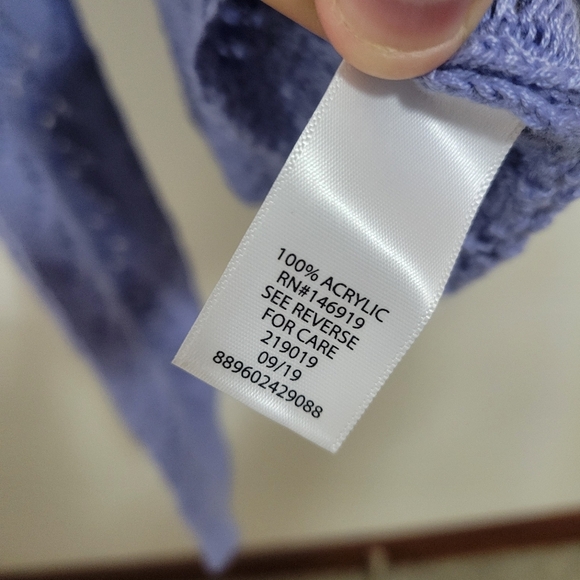 100% ACRYLIC
RN#146919
SEE REVERSE
FOR CARE
219019
09/19
889602429088